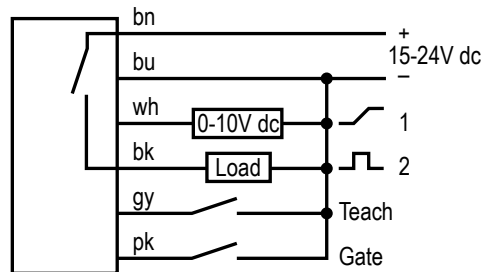 bn
+
15-24V dc
bu
–
wh
0-10V dc
1
bk
Load
2
gy
Teach
pk
Gate